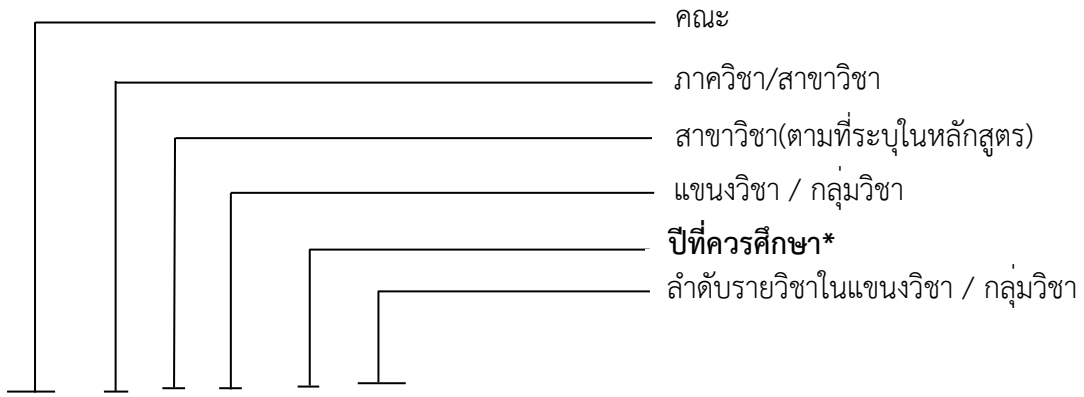 คณะ
ภาควิชา/สาขาวิชา
สาขาวิชา(ตามที่ระบุในหลักสูตร)
แขนงวิชา / กลุ่มวิชา
ปีที่ควรศึกษา*
ลำดับรายวิชาในแขนงวิชา / กลุ่มวิชา